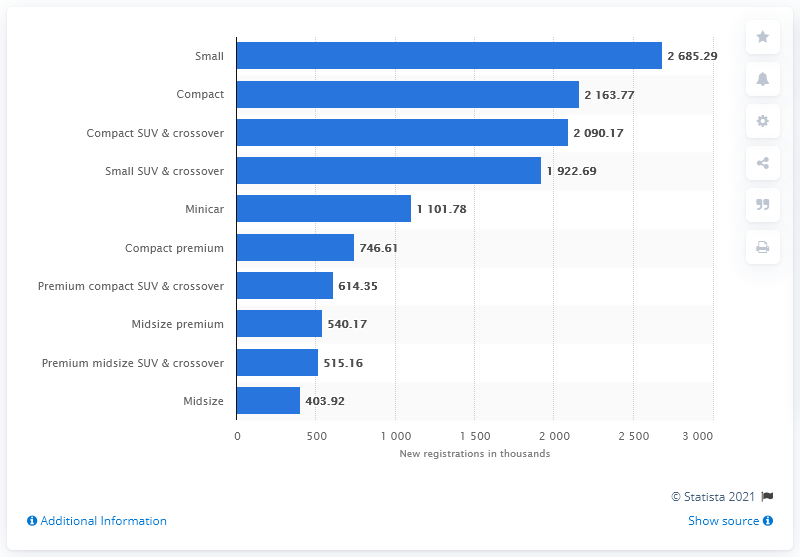 Small 2 685.29
Compact 2 163.77
Compact SUV & crossover 2 090.17
Small SUV & crossover 1 922.69
Minicar 1 101.78
Compact premium 746.61
Premium compact SUV & crossover 614.35
Midsize premium 540.17
Premium midsize SUV & crossover 515.16
Midsize 403.92
0 500 1 000 1 500 2 000 2 500 3 000
New registrations in thousands
© Statista 2021
Additional Information Show source